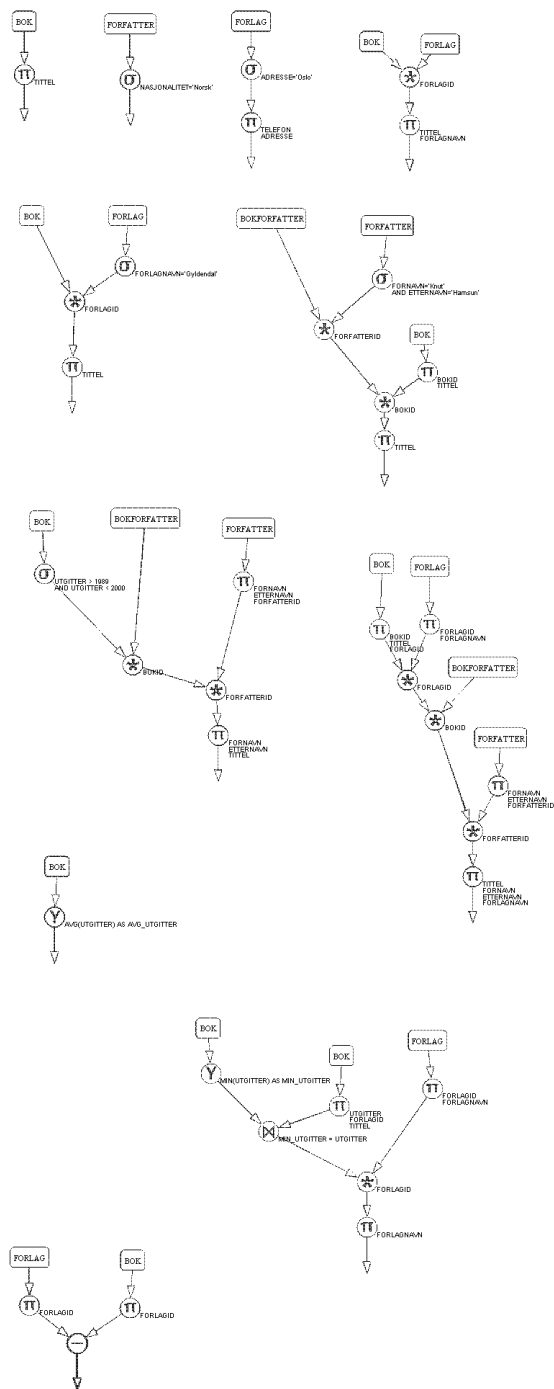 BOK
π
TITTEL
FORFATTER
σ
NASJONALITET='Norsk'
FORLAG
σ
ADRESSE='Oslo'
π
TELEFON
ADRESSE
BOK
FORLAG
*
FORLAGID
π
TITTEL
FORLAGNAVN
BOK
FORLAG
σ
FORLAGNAVN='Gyldendal'
*
FORLAGID
π
TITTEL
BOKFORFATTER
FORFATTER
σ
FORNAVN='Knut'
AND ETTERNAVN='Hamsun'
*
FORFATTERID
BOK
π
BOKID
TITTEL
*
BOKID
π
TITTEL
BOK
σ
UTGITTER > 1989
AND UTGITTER < 2000
BOKFORFATTER
FORFATTER
π
FORNAVN
ETTERNAVN
FORFATTERID
*
BOKID
*
FORFATTERID
π
FORNAVN
ETTERNAVN
TITTEL
BOK
FORLAG
π
BOKID
TITTEL
FORLAGID
π
FORLAGID
FORLAGNAVN
*
FORLAGID
BOKFORFATTER
*
BOKID
FORFATTER
π
FORNAVN
ETTERNAVN
FORFATTERID
*
FORFATTERID
π
TITTEL
FORNAVN
ETTERNAVN
FORLAGNAVN
BOK
γ
AVG(UTGITTER) AS AVG_UTGITTER
BOK
γ
MIN(UTGITTER) AS MIN_UTGITTER
BOK
π
UTGITTER
FORLAGID
TITTEL
FORLAG
π
FORLAGID
FORLAGNAVN
⋈
MIN_UTGITTER = UTGITTER
*
FORLAGID
π
FORLAGNAVN
FORLAG
π
FORLAGID
BOK
π
FORLAGID
−